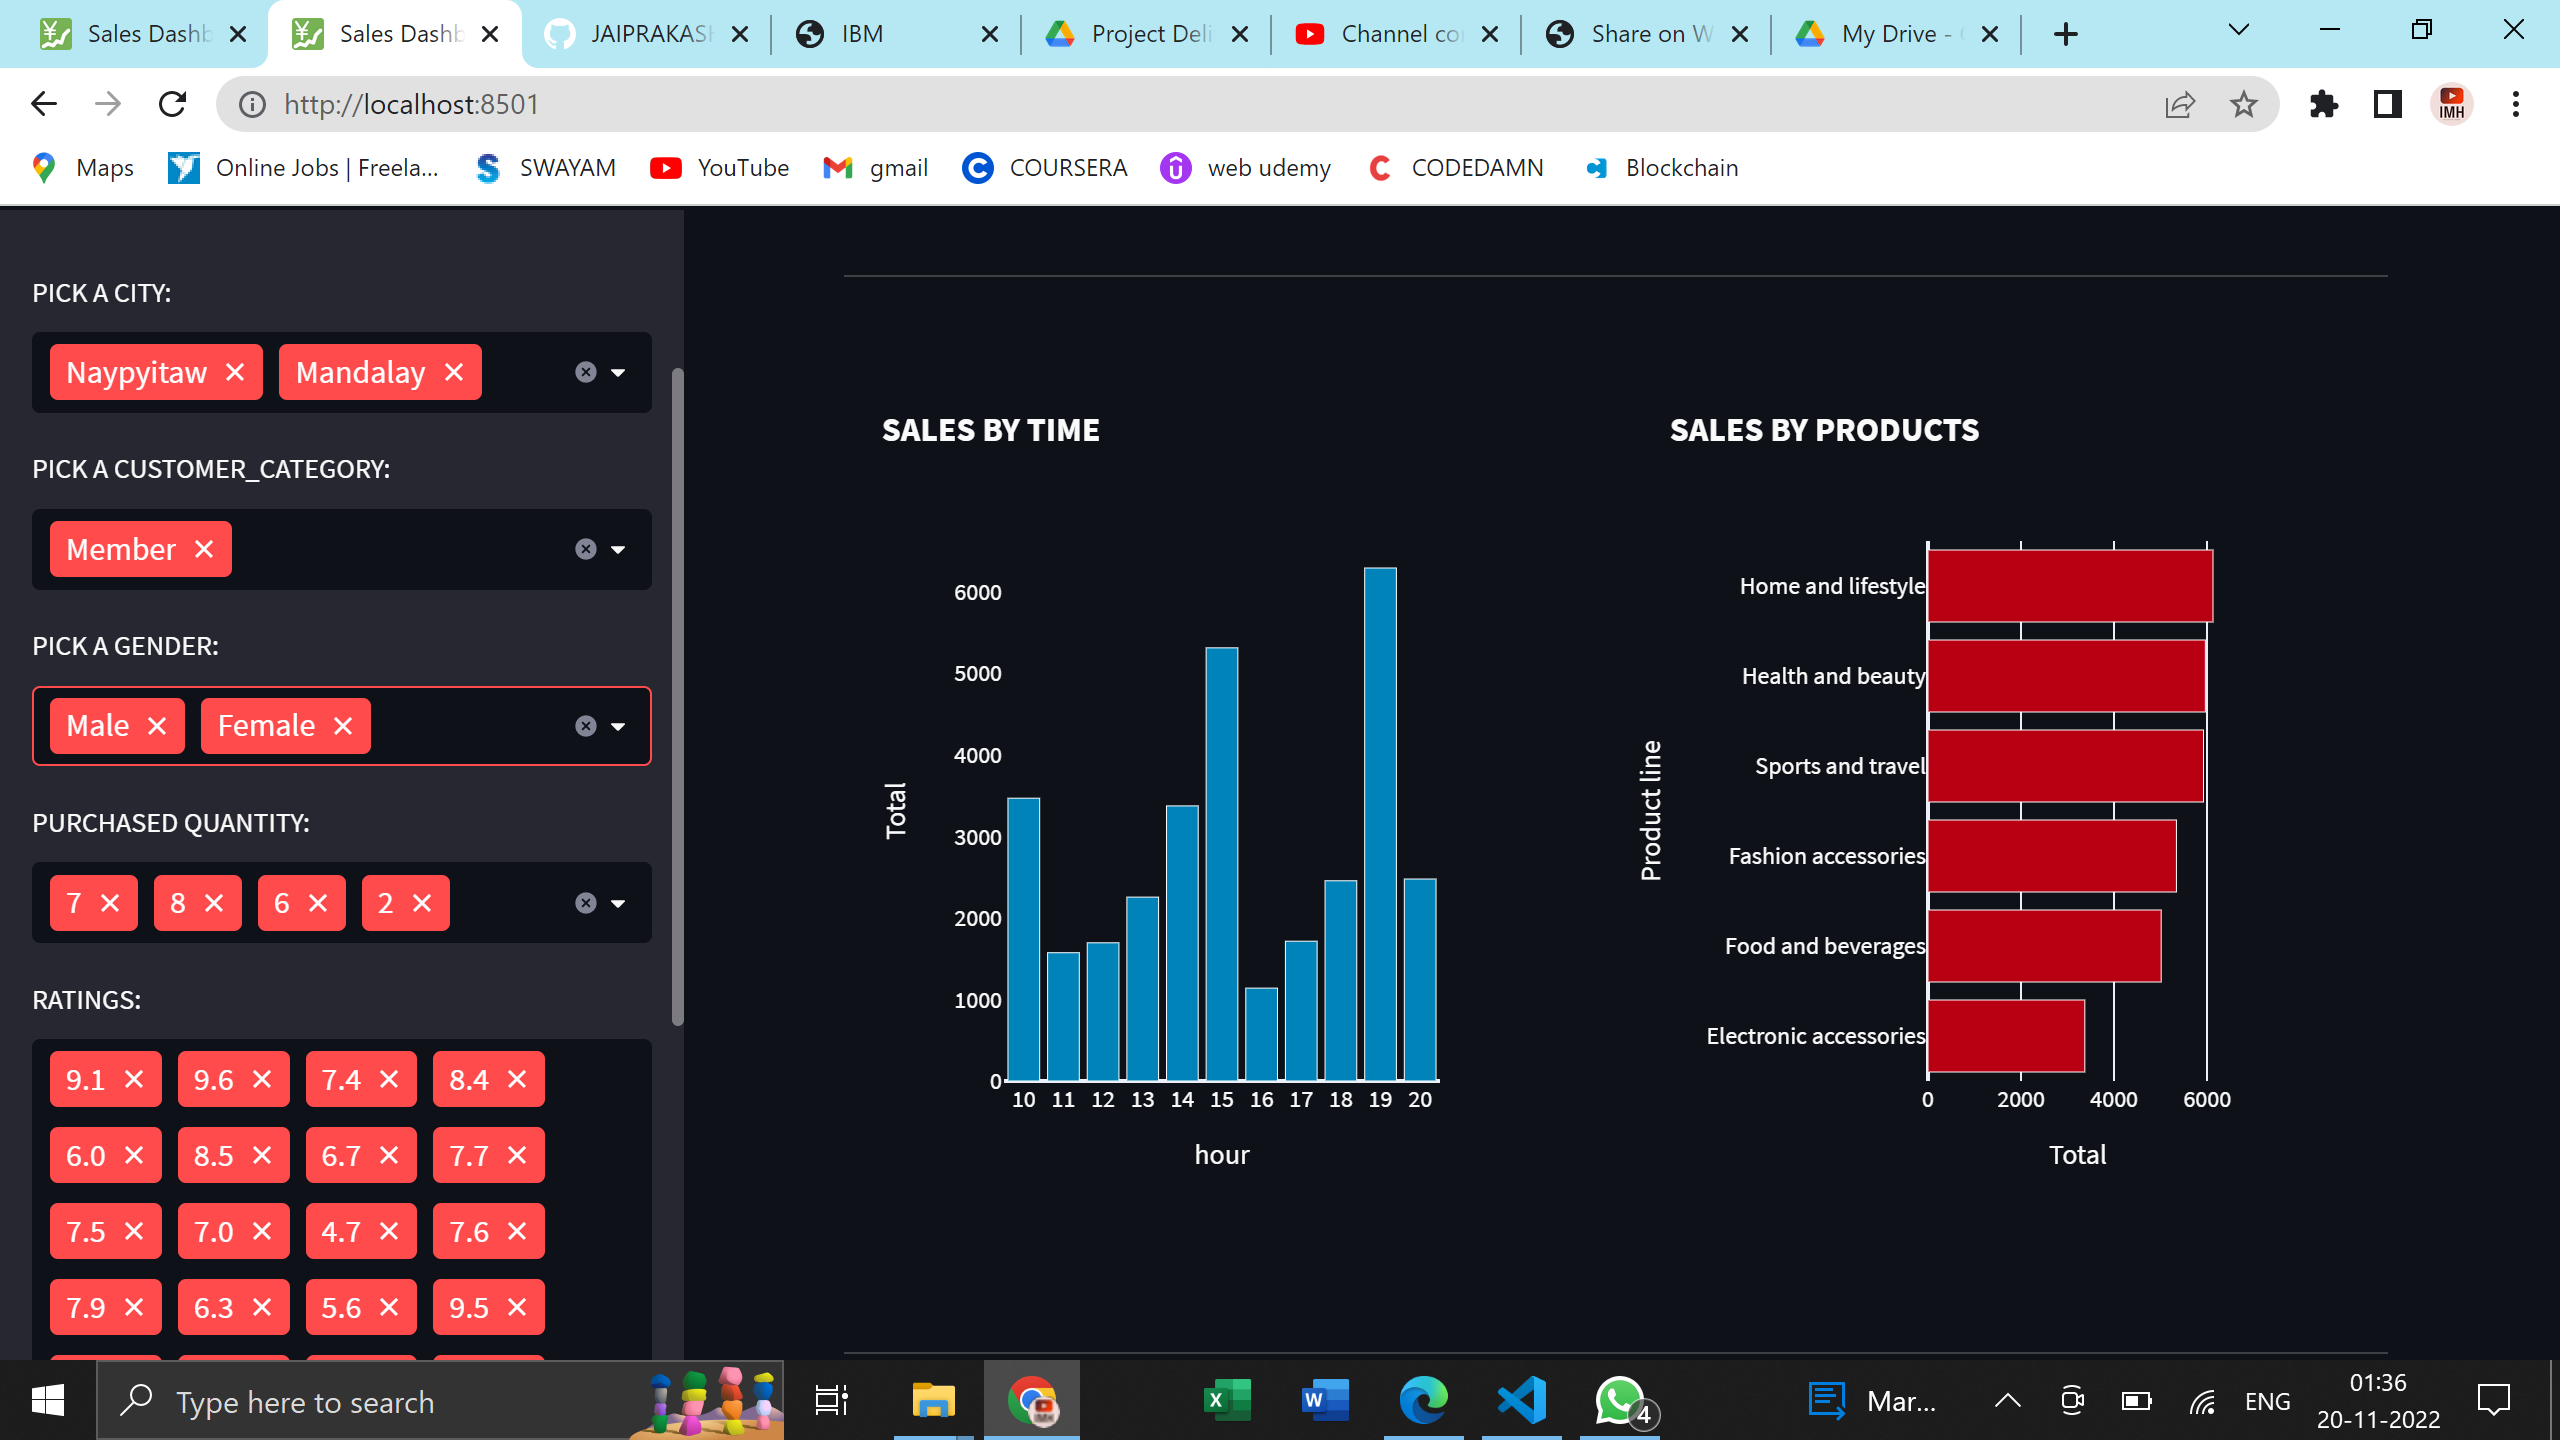 Sales Dashb Sales Dashb JAIPRAKASH IBM Project Deli Channel co Share on W My Drive -
http://localhost:8501
IMH
Maps Online Jobs | Freela... SWAYAM YouTube gmail COURSERA web udemy CODEDAMN Blockchain
PICK A CITY:
Naypyitaw Mandalay
PICK A CUSTOMER_CATEGORY:
Member
PICK A GENDER:
Male Female
PURCHASED QUANTITY:
7 8 6 2
RATINGS:
9.1 9.6 7.4 8.4
6.0 8.5 6.7 7.7
7.5 7.0 4.7 7.6
7.9 6.3 5.6 9.5
SALES BY TIME
Total
6000
5000
4000
3000
2000
1000
0
10 11 12 13 14 15 16 17 18 19 20
hour
SALES BY PRODUCTS
Product line
Home and lifestyle
Health and beauty
Sports and travel
Fashion accessories
Food and beverages
Electronic accessories
0 2000 4000 6000
Total
Type here to search
4
Mar...
ENG
01:36
20-11-2022